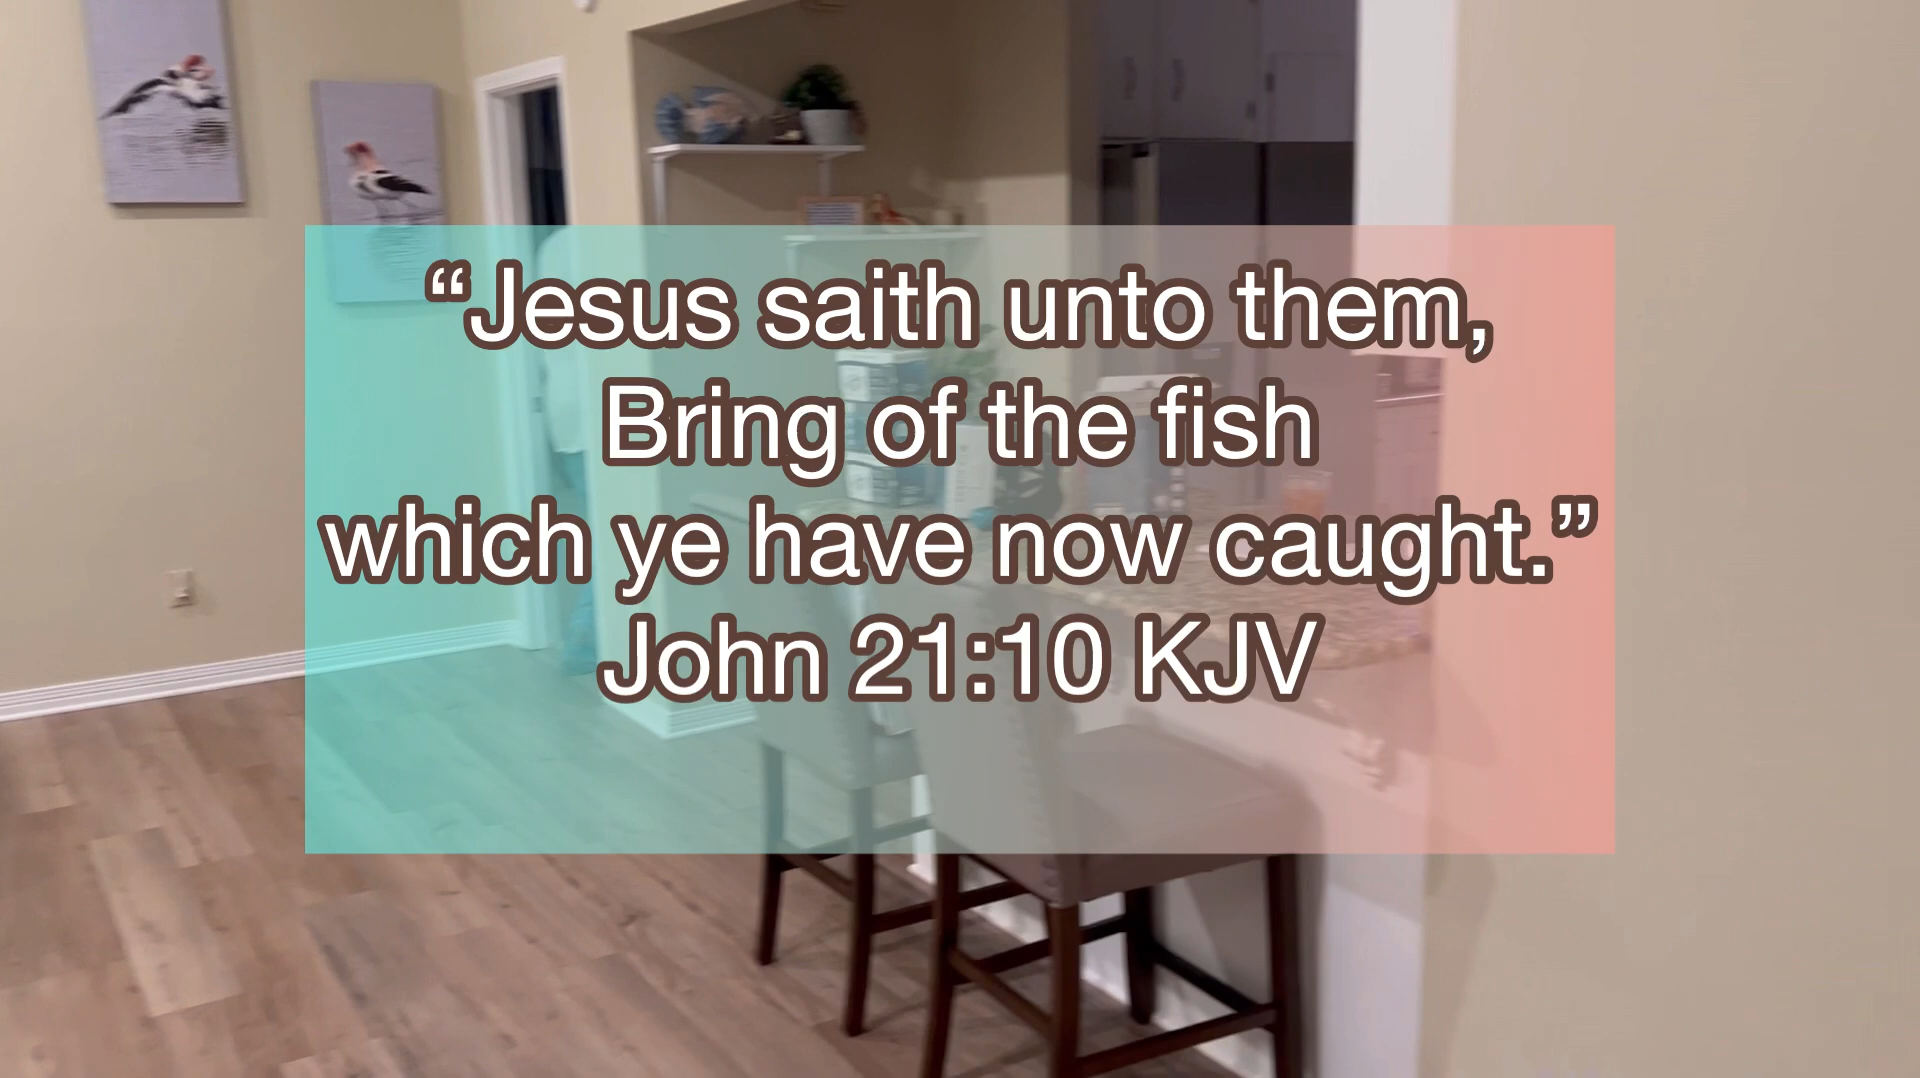 “Jesus saith unto them,
Bring of the fish
which ye have now caught.”
John 21:10 KJV